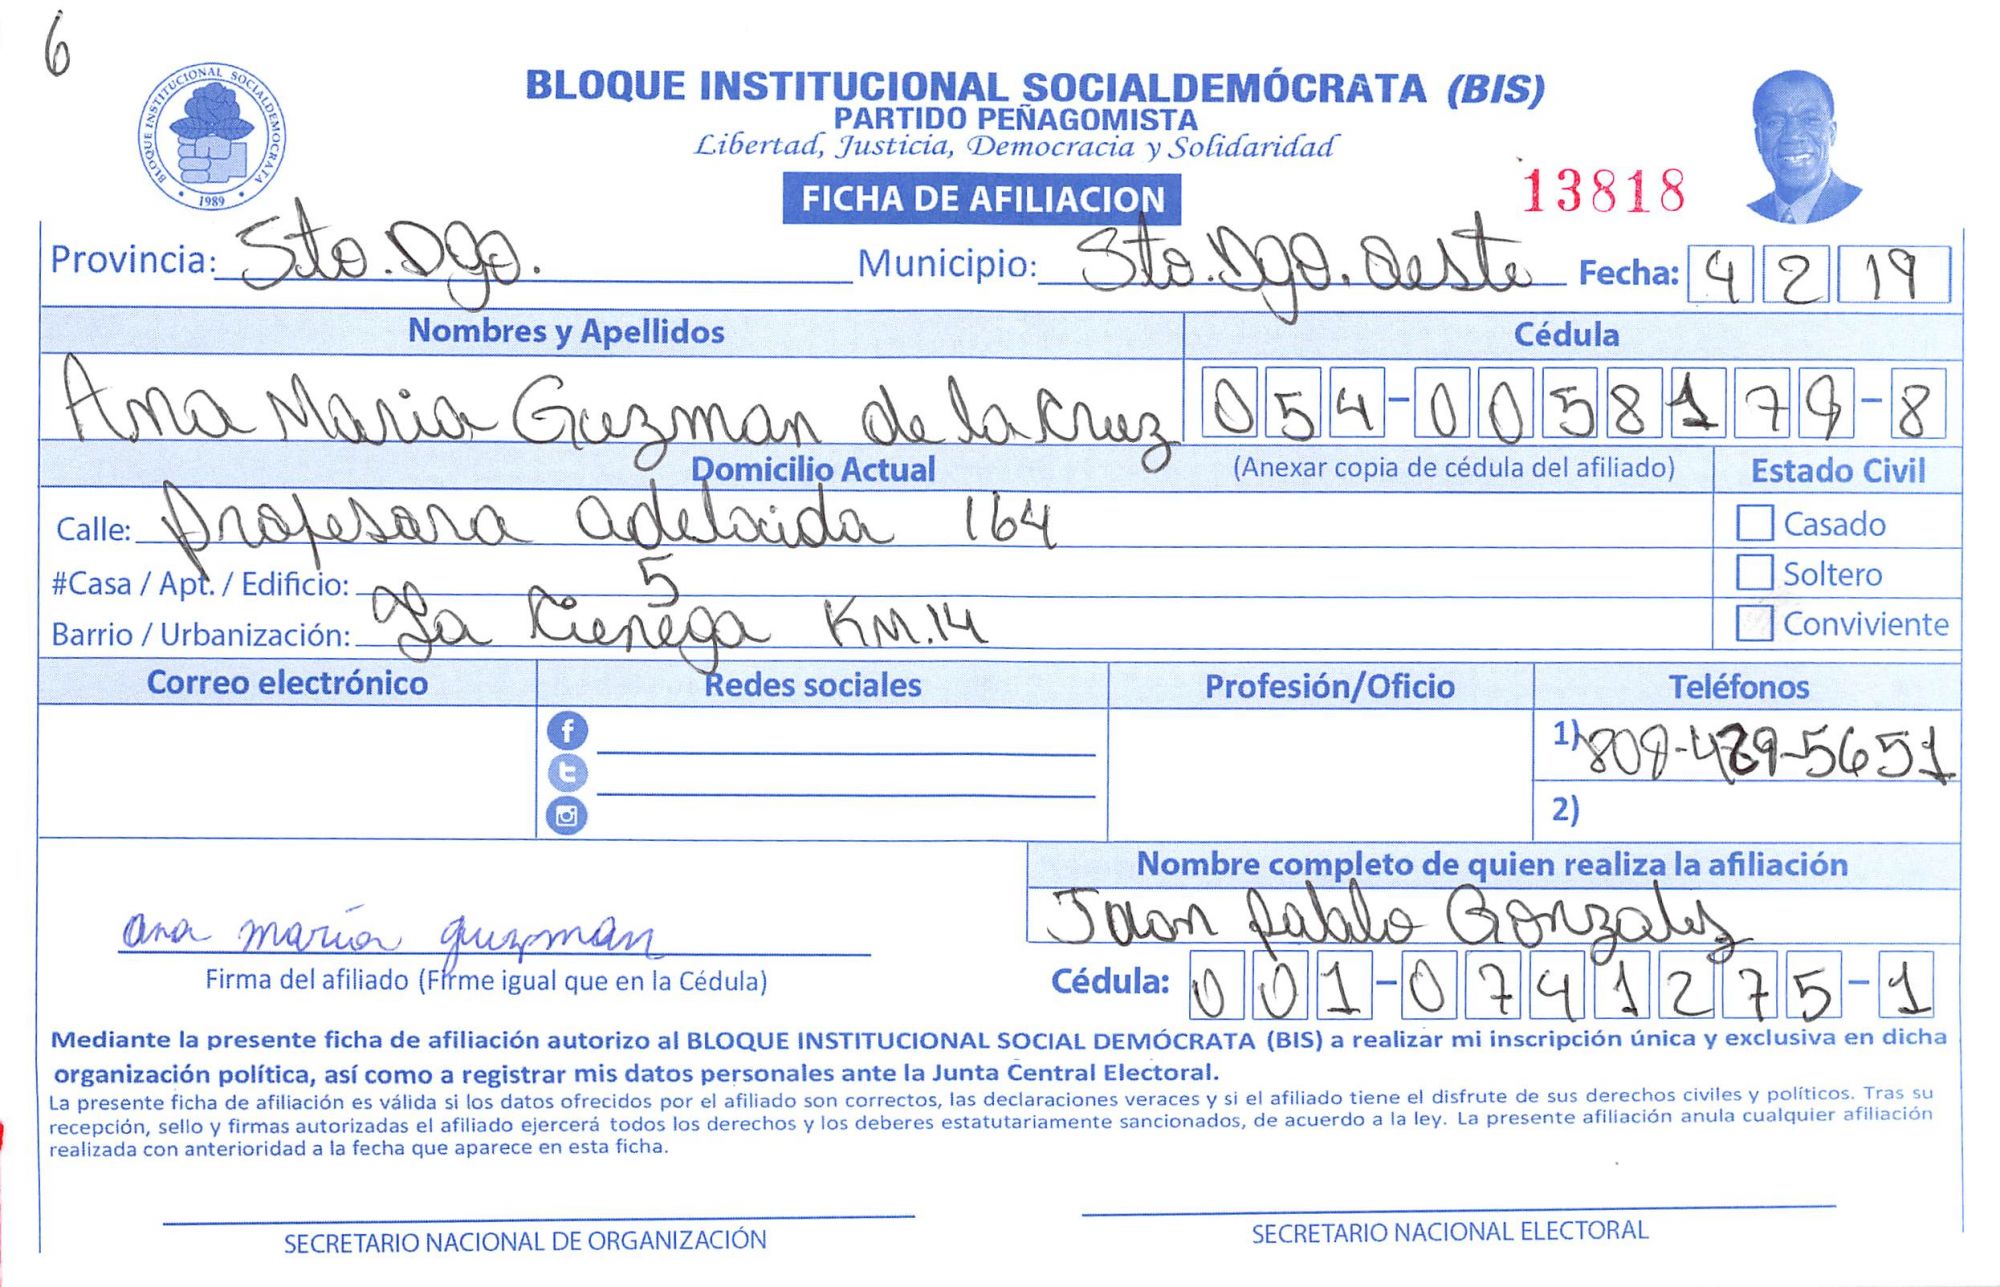 6
BLOQUE INSTITUCIONAL SOCIALDEMÓCRATA (BIS)
PARTIDO PEÑAGOMISTA
Libertad, Justicia, Democracia y Solidaridad
BLOQUE INSTITUCIONAL SOCIALDEMOCRATA
1989
FICHA DE AFILIACION
13818
Provincia: Sto. Dgo. Municipio: Sto. Dgo. Oeste Fecha: 4 2 19
Nombres y Apellidos Cédula
Ana Maria Guzman de la Cruz 054-0058179-8
Domicilio Actual (Anexar copia de cédula del afiliado) Estado Civil
Calle: profesora adelaida 164 Casado
#Casa / Apt. / Edificio: 5 Soltero
Barrio / Urbanización: La Cienega KM.14 Conviviente
Correo electrónico Redes sociales Profesión/Oficio Teléfonos
1) 809-429-5651
2)
Nombre completo de quien realiza la afiliación
Juan pablo Gonzales
ana maría guzman
Firma del afiliado (Firme igual que en la Cédula) Cédula: 001-0741275-1
Mediante la presente ficha de afiliación autorizo al BLOQUE INSTITUCIONAL SOCIAL DEMÓCRATA (BIS) a realizar mi inscripción única y exclusiva en dicha
organización política, así como a registrar mis datos personales ante la Junta Central Electoral.
La presente ficha de afiliación es válida si los datos ofrecidos por el afiliado son correctos, las declaraciones veraces y si el afiliado tiene el disfrute de sus derechos civiles y políticos. Tras su
recepción, sello y firmas autorizadas el afiliado ejercerá todos los derechos y los deberes estatutariamente sancionados, de acuerdo a la ley. La presente afiliación anula cualquier afiliación
realizada con anterioridad a la fecha que aparece en esta ficha.
SECRETARIO NACIONAL DE ORGANIZACIÓN SECRETARIO NACIONAL ELECTORAL